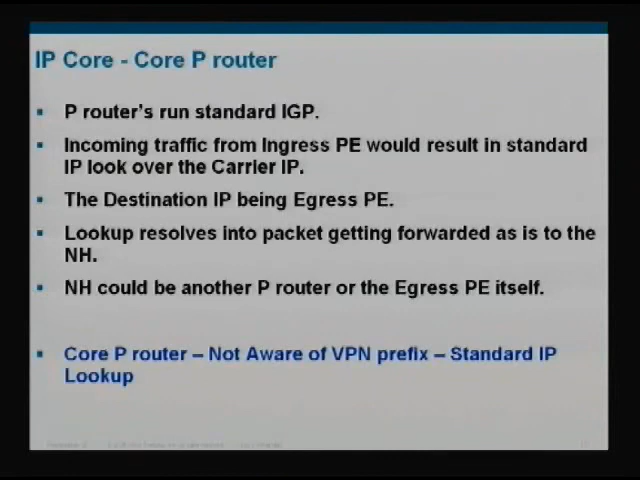 IP Core - Core P router
P router's run standard IGP.
Incoming traffic from Ingress PE would result in standard
IP look over the Carrier IP.
The Destination IP being Egress PE.
Lookup resolves into packet getting forwarded as is to the
NH.
NH could be another P router or the Egress PE itself.
Core P router – Not Aware of VPN prefix – Standard IP
Lookup